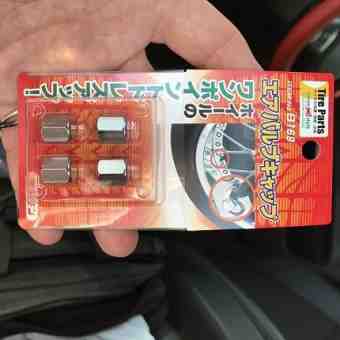 Tire Parts
BT68
エアバルブキャップ
ホイールの
ワンポイントドレスアップ!